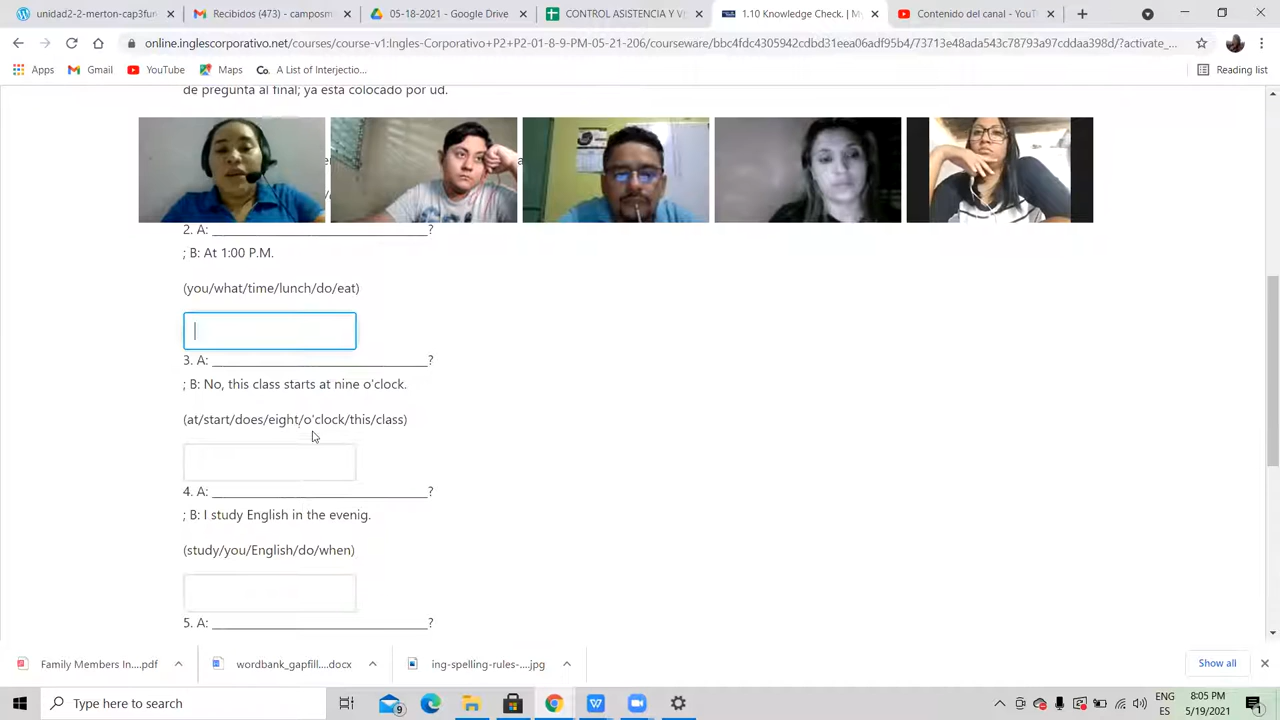 unidad2-2-merton-cap3fur
Recibidos (473) - tamposm
05-18-2021 - Google Drive
CONTROL ASISTENCIA Y V
1.10 Knowledge Check. | M
Contenido del canal - YouT
online.inglescorporativo.net/courses/course-v1:Ingles-Corporativo+P2+P2-01-8-9-PM-05-21-206/courseware/bbc4fdc4305942cdbd31eea06adf95b4/73713e48ada543c78793a97cddaa398d/?activate_...
Apps
Gmail
YouTube
Maps
Co.
A List of Interjectio...
Reading list
de pregunta al final; ya esta colocado por ud.
2. A: ______________________________?
; B: At 1:00 P.M.
(you/what/time/lunch/do/eat)
3. A: ______________________________?
; B: No, this class starts at nine o'clock.
(at/start/does/eight/o'clock/this/class)
4. A: ______________________________?
; B: I study English in the evenig.
(study/you/English/do/when)
5. A: ______________________________?
Family Members In....pdf
wordbank_gapfill....docx
ing-spelling-rules-....jpg
Show all
Type here to search
9
ENG
ES
8:05 PM
5/19/2021
1